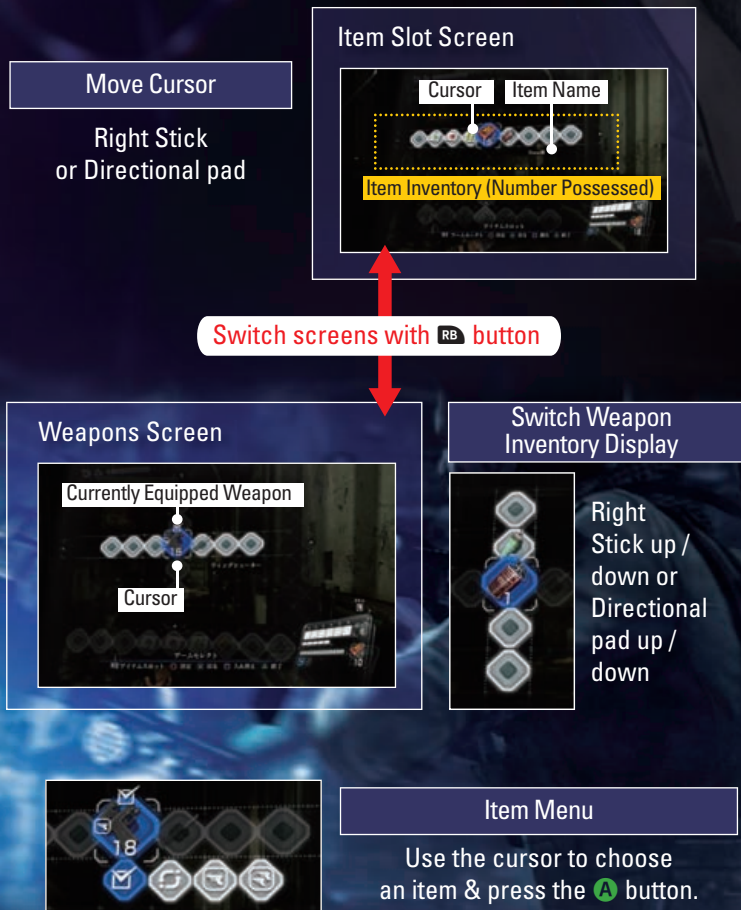 Item Slot Screen
Move Cursor
Right Stick
or Directional pad
Cursor
Item Name
Item Inventory (Number Possessed)
Switch screens with RB button
Weapons Screen
Currently Equipped Weapon
Cursor
Switch Weapon
Inventory Display
1
Right
Stick up /
down or
Directional
pad up /
down
18
Item Menu
Use the cursor to choose
an item & press the A button.